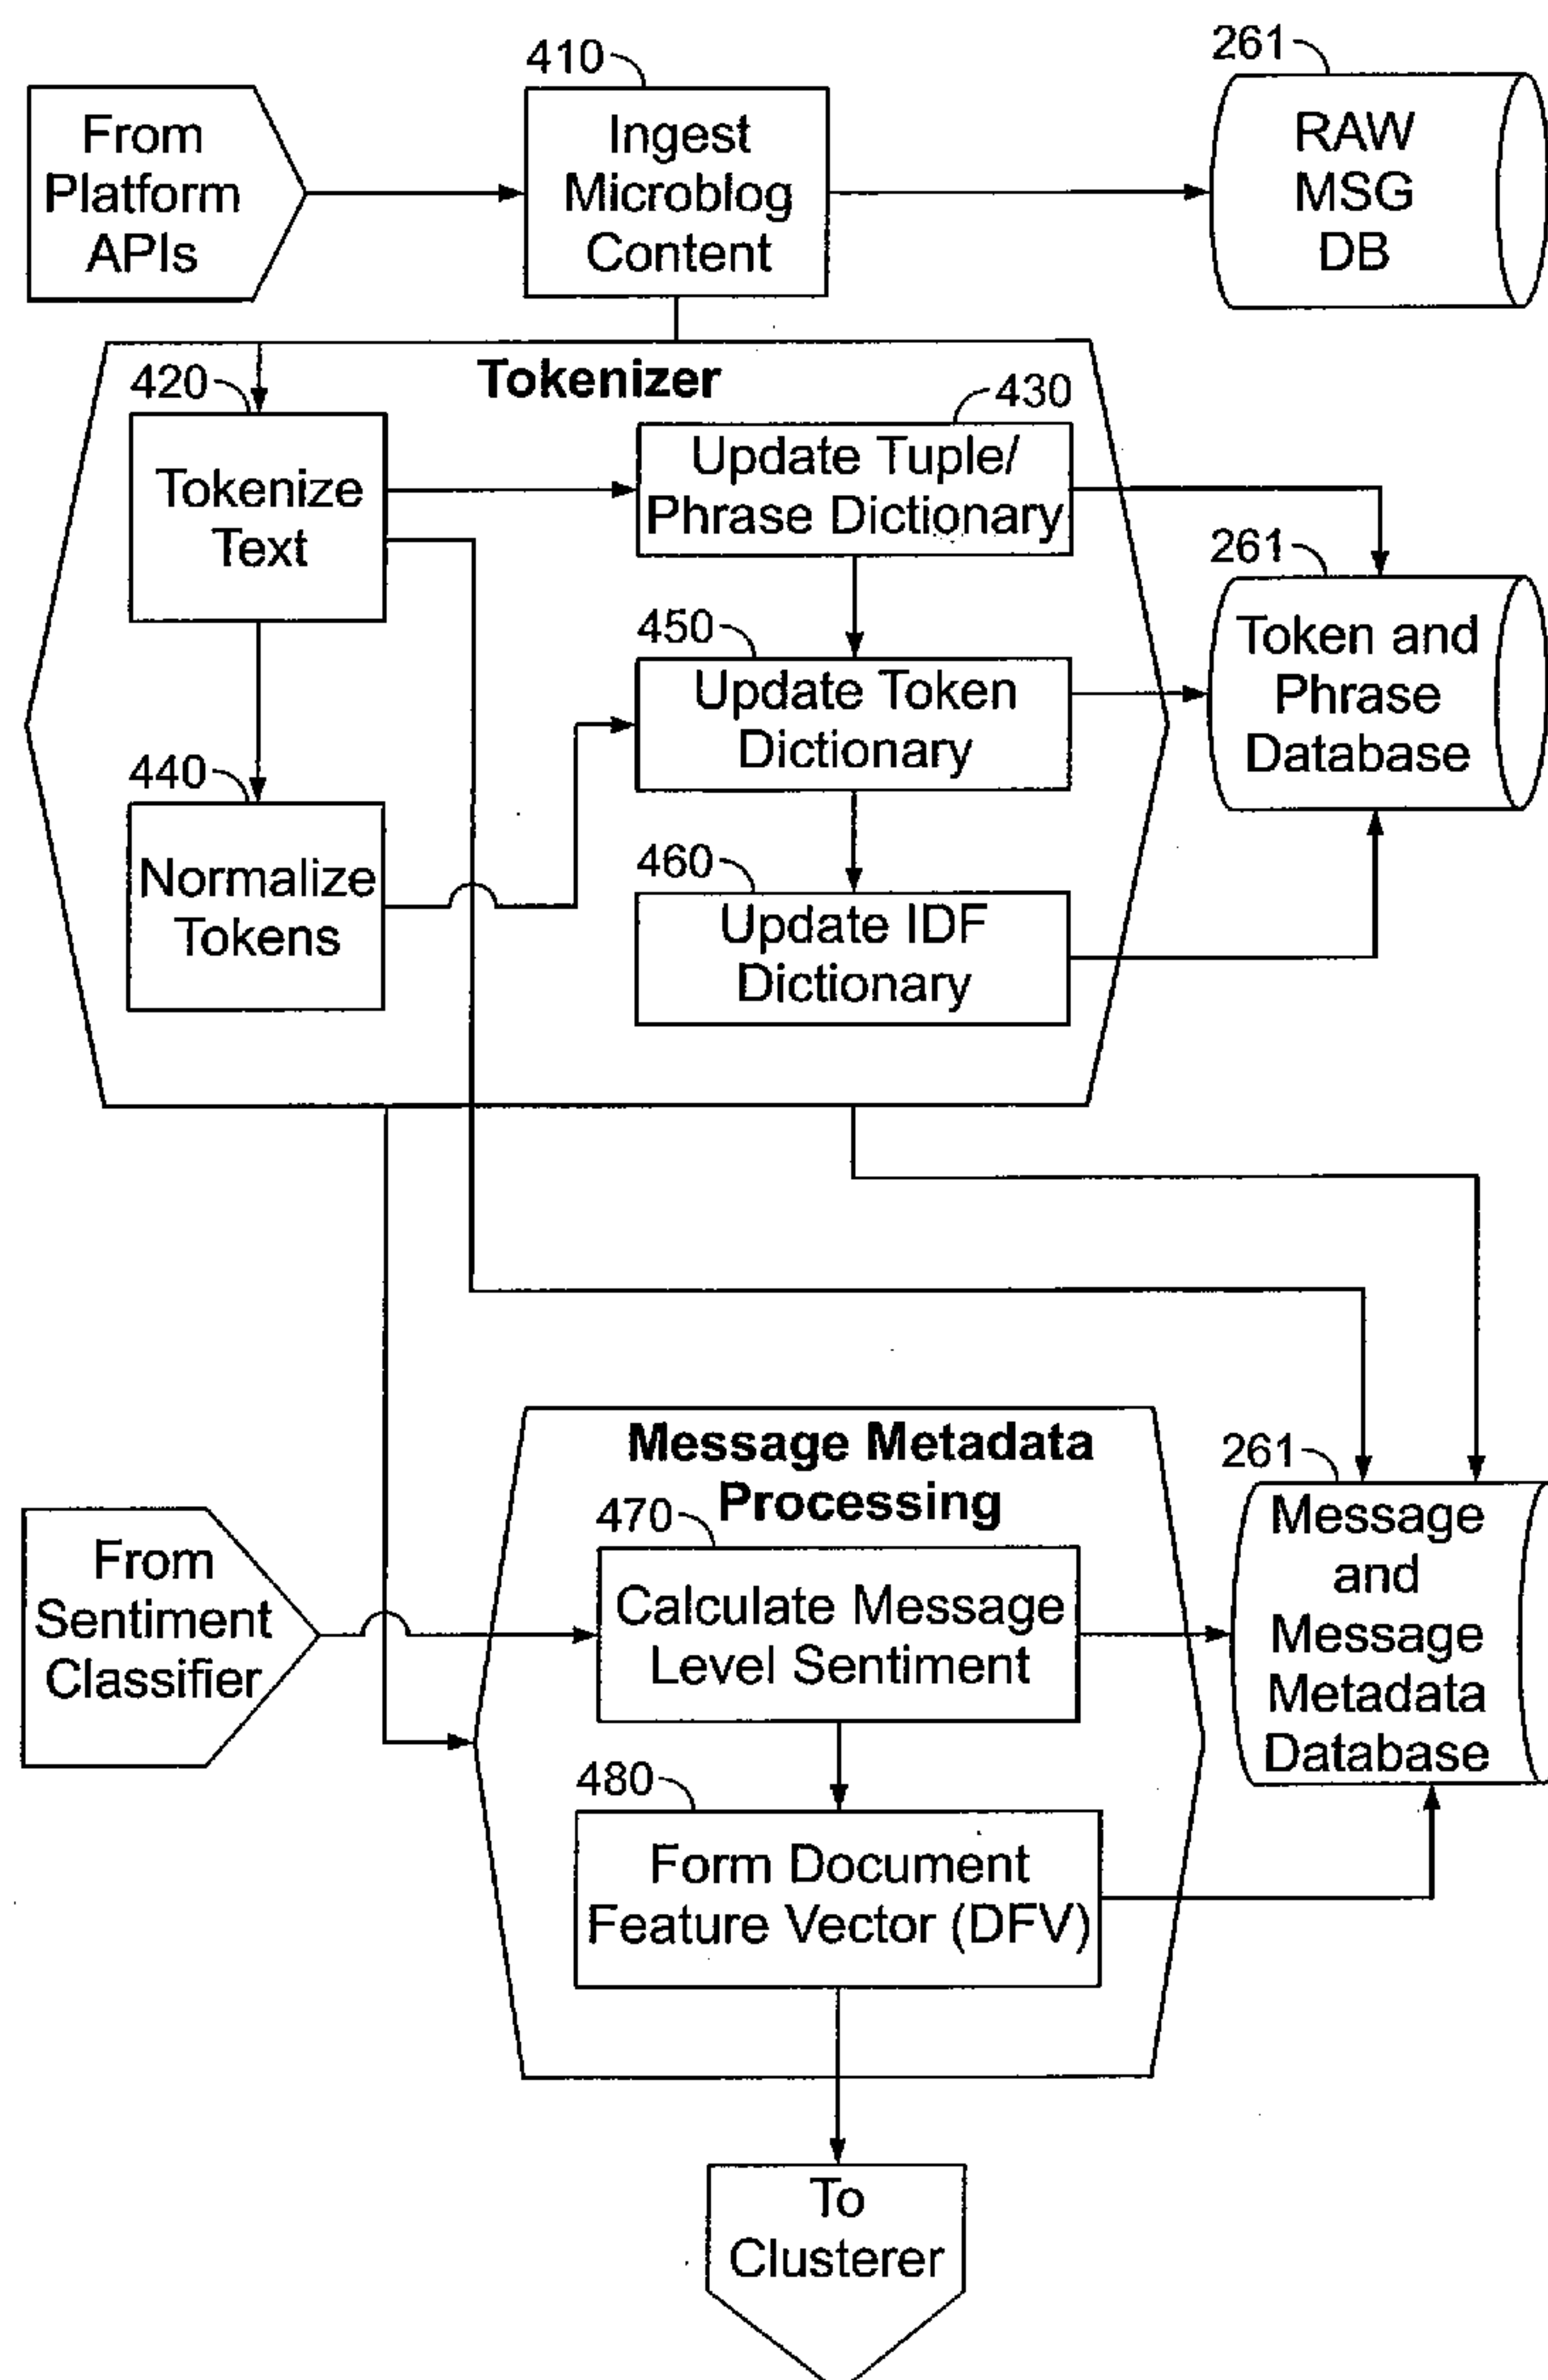 410
261
From
Platform
APIs
Ingest
Microblog
Content
RAW
MSG
DB
Tokenizer
420
430
Tokenize
Text
Update Tuple/
Phrase Dictionary
261
Token and
Phrase
Database
450
Update Token
Dictionary
440
Normalize
Tokens
460
Update IDF
Dictionary
Message Metadata
Processing
261
Message
and
Message
Metadata
Database
470
From
Sentiment
Classifier
Calculate Message
Level Sentiment
480
Form Document
Feature Vector (DFV)
To
Clusterer